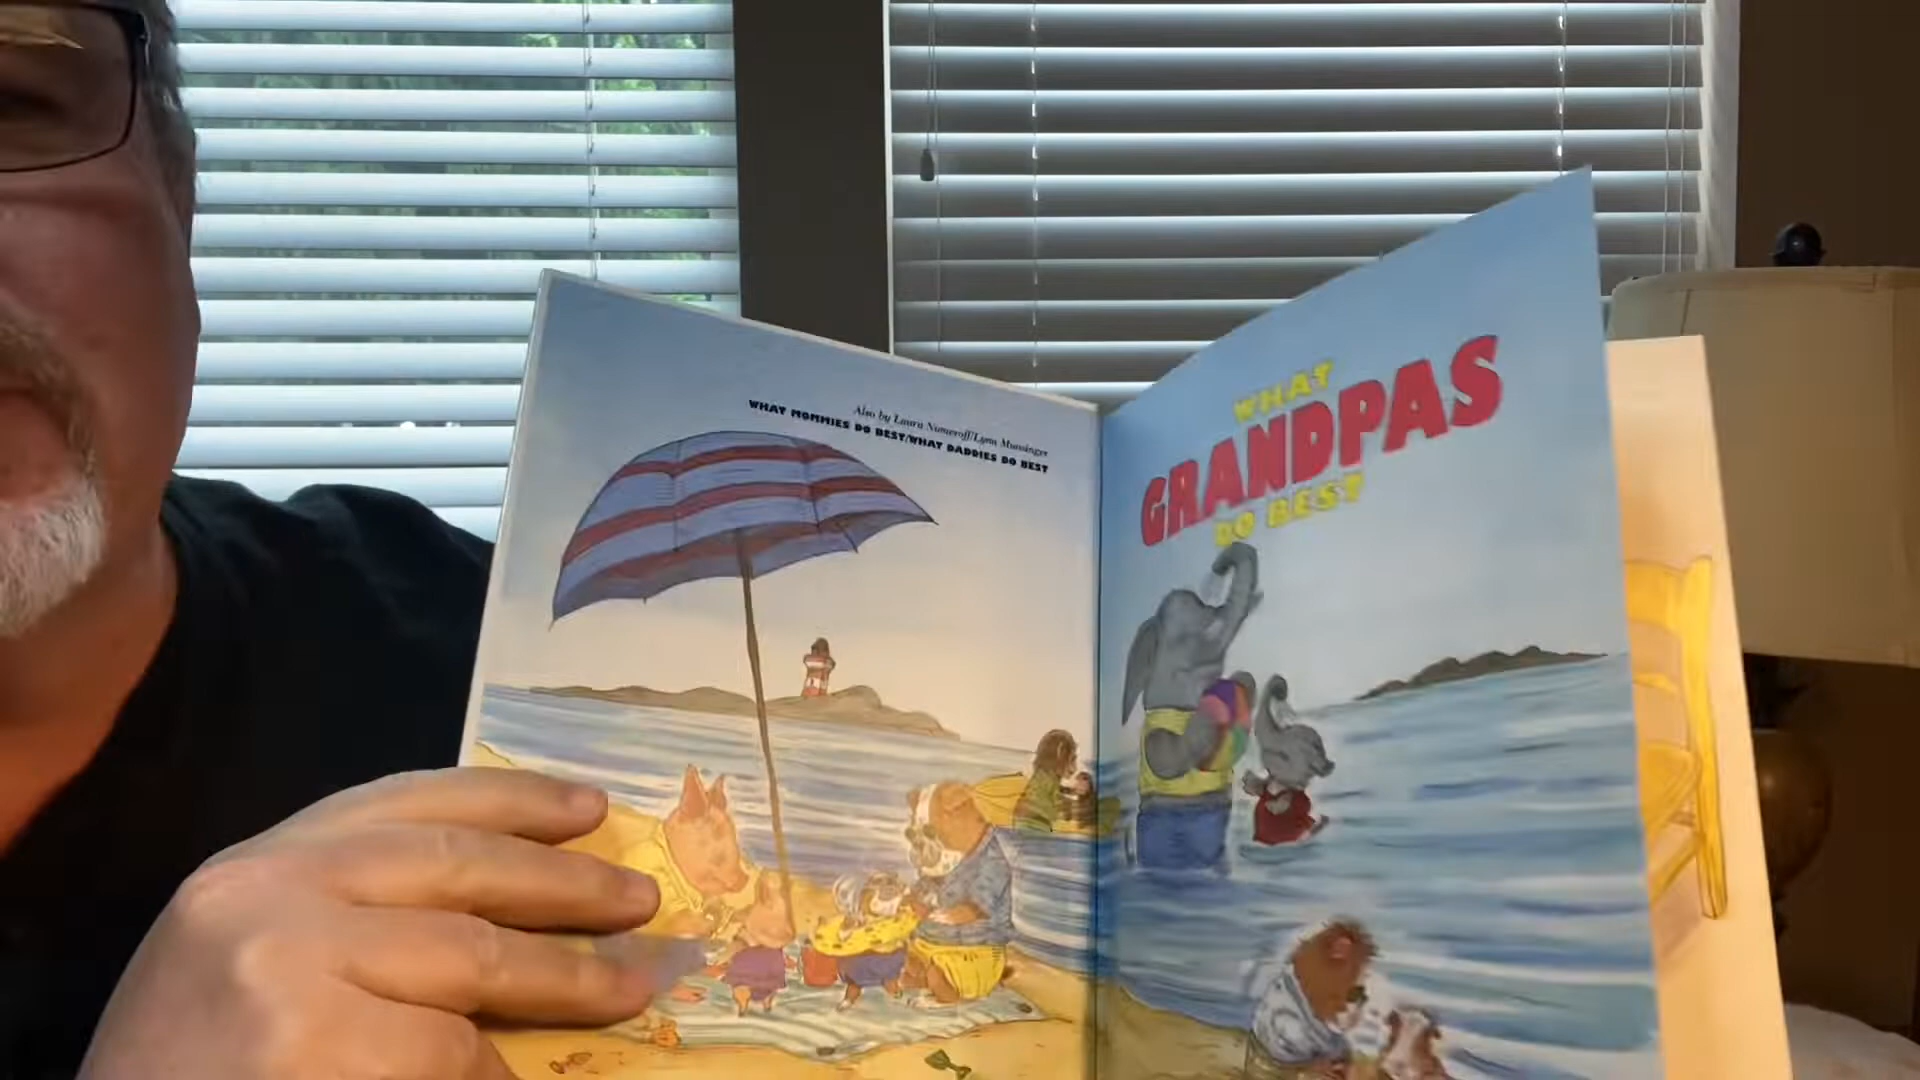 Also by Laura Numeroff/Lynn Munsinger
WHAT MOMMIES DO BEST/WHAT DADDIES DO BEST
WHAT
GRANDPAS
DO BEST